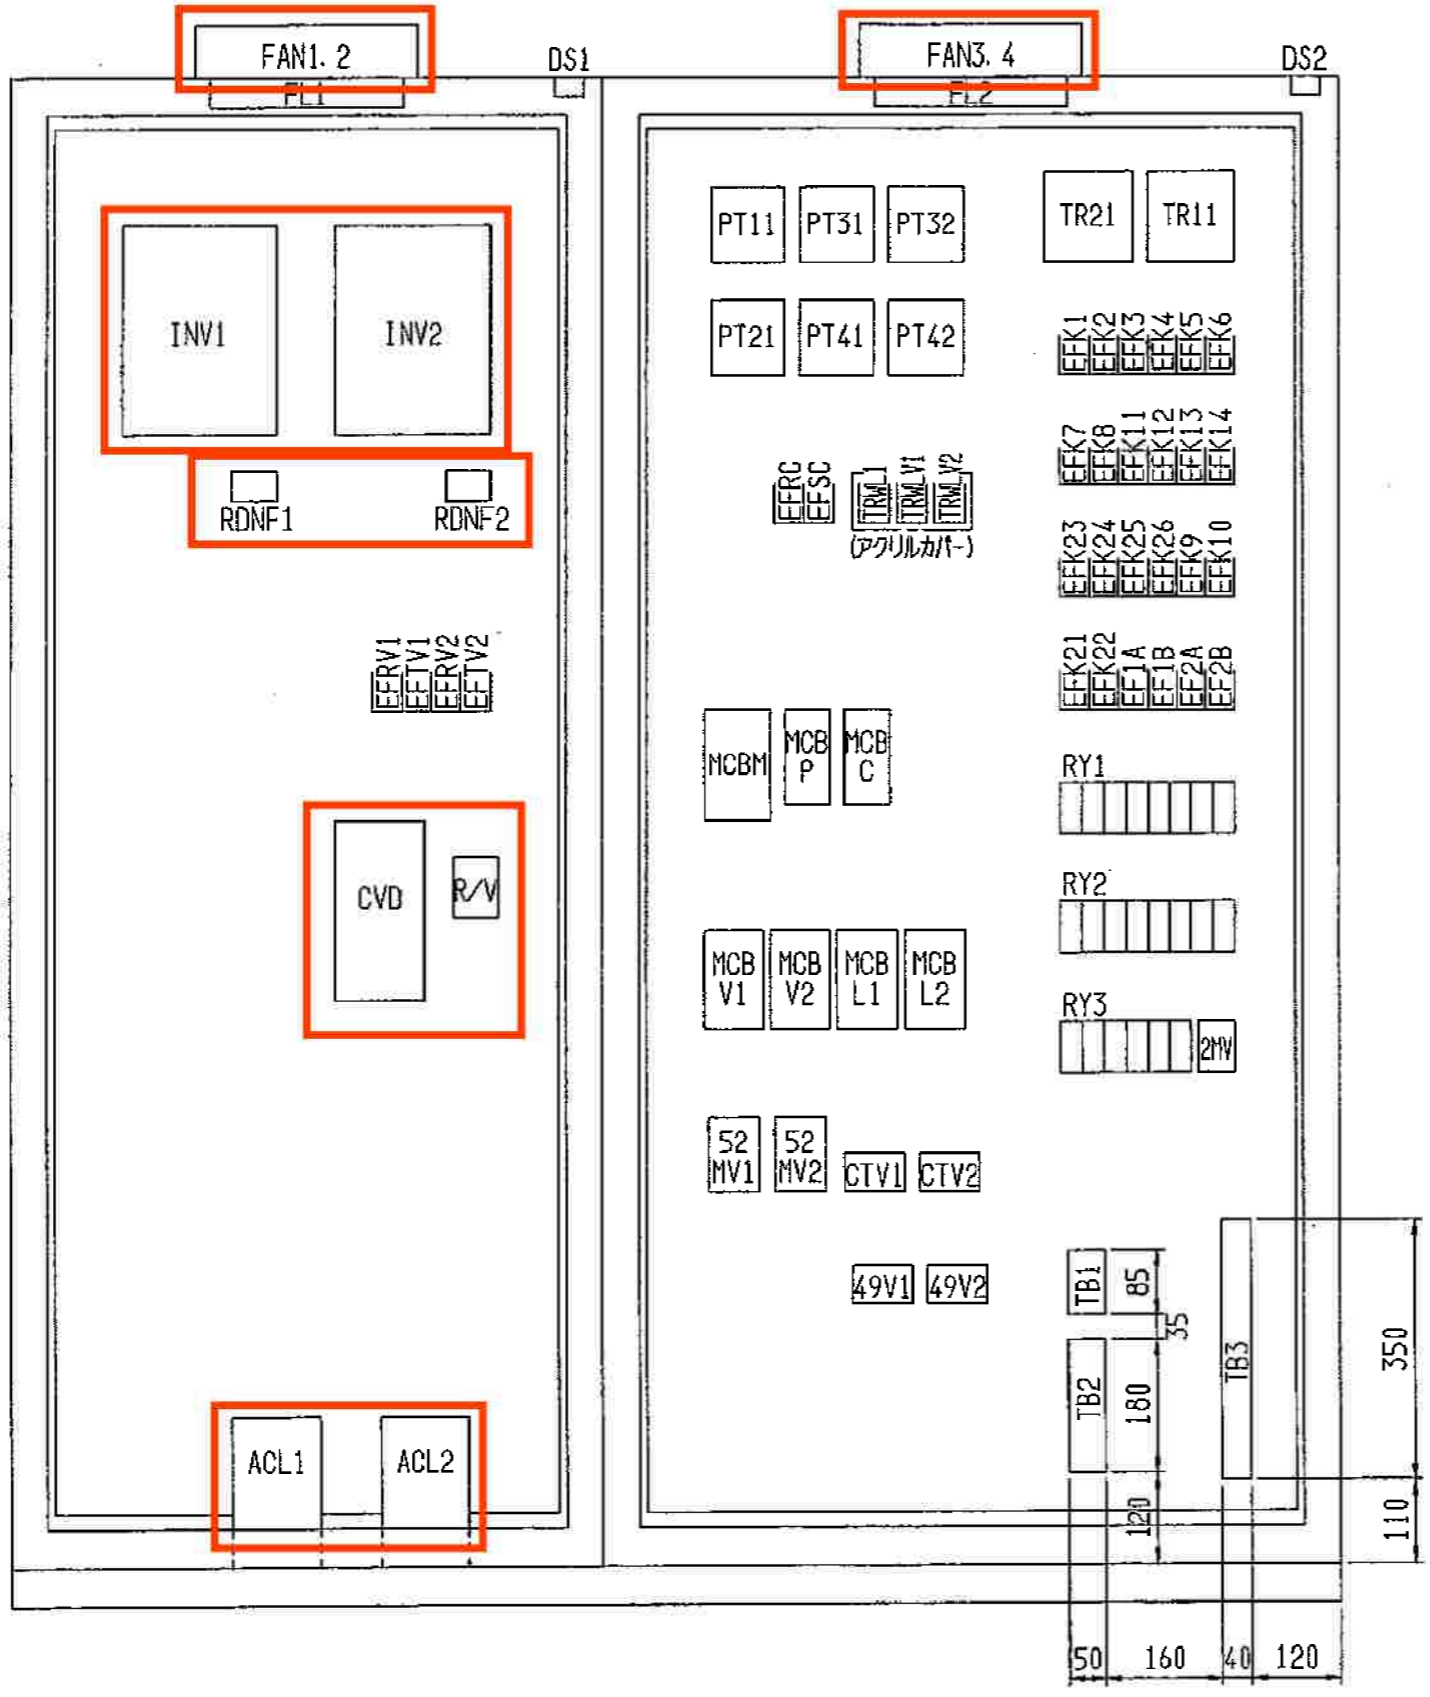 FAN1. 2
DS1
FL1
INV1
INV2
RDNF1
RDNF2
EFRV1
EFTV1
EFRV2
EFTV2
CVD
R/V
ACL1
ACL2
FAN3. 4
DS2
FL2
PT11
PT31
PT32
TR21
TR11
PT21
PT41
PT42
EFK1
EFK2
EFK3
EFK4
EFK5
EFK6
EFK7
EFK8
EFK11
EFK12
EFK13
EFK14
EFRC
EFSC
TRWL1
TRWLV1
TRWLV2
(アクリルカバー)
EFK23
EFK24
EFK25
EFK26
EFK9
EFK10
EFK21
EFK22
EF1A
EF1B
EF2A
EF2B
MCBM
MCB
P
MCB
C
RY1
RY2
MCB
V1
MCB
V2
MCB
L1
MCB
L2
RY3
2MV
52
MV1
52
MV2
CTV1
CTV2
49V1
49V2
TB1
85
35
TB2
180
120
TB3
350
110
50
160
40
120